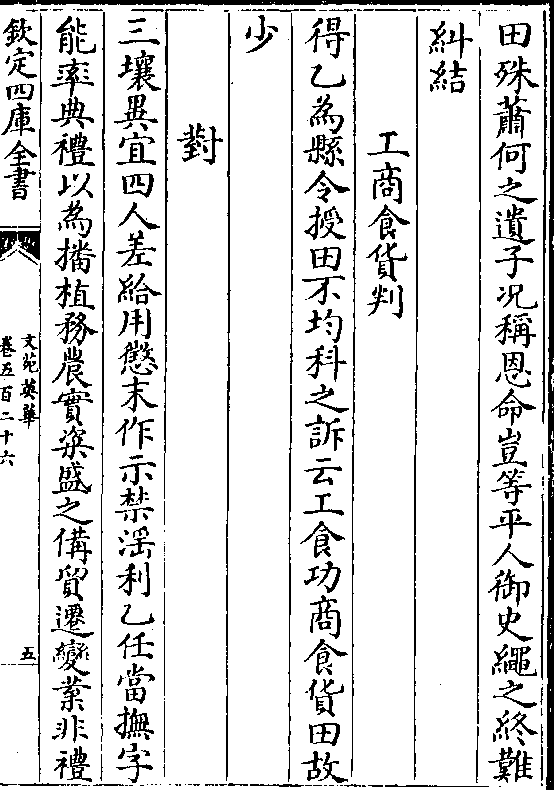 田殊蕭何之遺子况稱恩命豈等平人御史繩之終難
糾結
工商食貨判
得乙為縣令授田不均科之訴云工食功商食貨田故
少
對
三壤異宜四人差給用懲末作示禁滛利乙任當撫字
能率典禮以為播植務農實粢盛之備貿遷變業非禮
欽定四庫全書
文苑英華
卷五百二十六
五